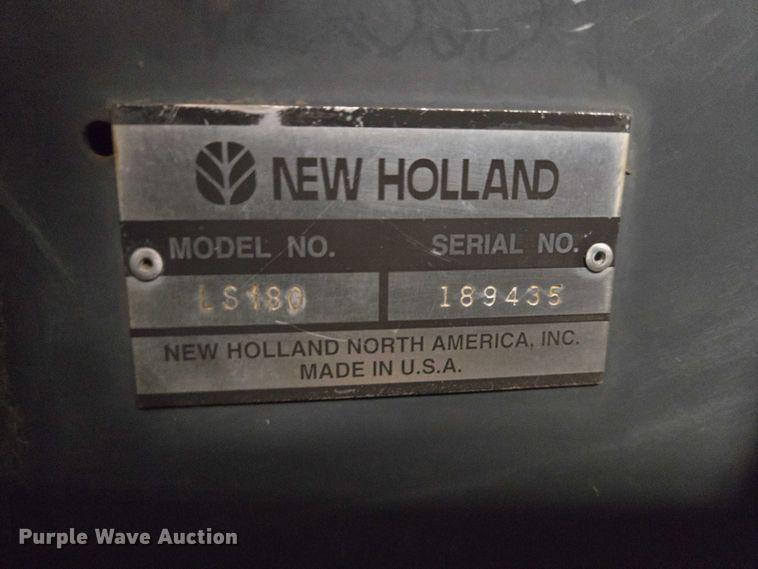 NEW HOLLAND
MODEL NO. SERIAL NO.
LS180 189435
NEW HOLLAND NORTH AMERICA, INC.
MADE IN U.S.A.
Purple Wave Auction